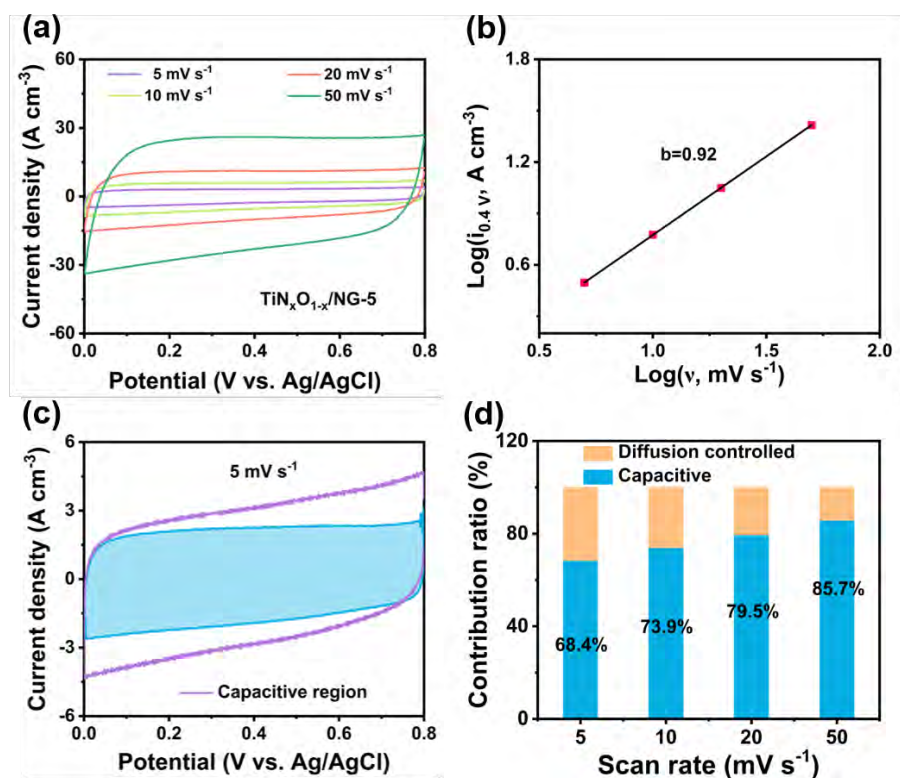 (a)
60
30
0
-30
-60
Current density (A cm⁻³)
5 mV s⁻¹
20 mV s⁻¹
10 mV s⁻¹
50 mV s⁻¹
TiNₓO₁₋ₓ/NG-5
0.0 0.2 0.4 0.6 0.8
Potential (V vs. Ag/AgCl)
(b)
1.8
1.2
0.6
Log(i₀.₄ ᵥ, A cm⁻³)
b=0.92
0.5 1.0 1.5 2.0
Log(ν, mV s⁻¹)
(c)
6
3
0
-3
-6
Current density (A cm⁻³)
5 mV s⁻¹
Capacitive region
0.0 0.2 0.4 0.6 0.8
Potential (V vs. Ag/AgCl)
(d)
120
80
40
0
Contribution ratio (%)
Diffusion controlled
Capacitive
68.4%
73.9%
79.5%
85.7%
5 10 20 50
Scan rate (mV s⁻¹)